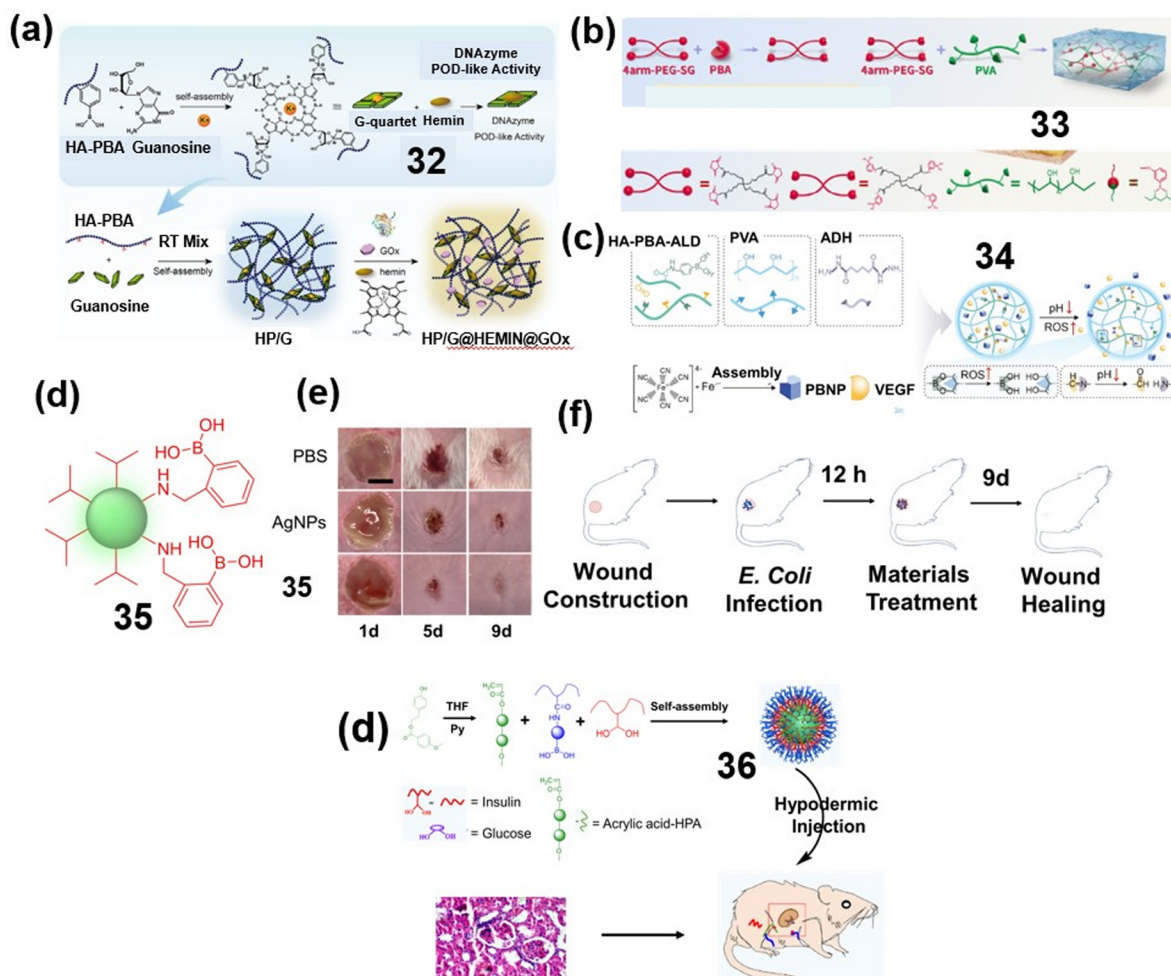 (a)
DNAzyme
POD-like Activity
self-assembly
K+
K+
G-quartet
Hemin
DNAzyme
POD-like Activity
HA-PBA Guanosine
32
HA-PBA
RT Mix
Self-assembly
Guanosine
GOx
hemin
HP/G
HP/G@HEMIN@GOx
(b)
4arm-PEG-SG
PBA
4arm-PEG-SG
PVA
33
(c)
HA-PBA-ALD
PVA
ADH
34
pH↓
ROS↑
Assembly
PBNP
VEGF
ROS↑
pH↓
(d)
35
(e)
PBS
AgNPs
35
1d
5d
9d
(f)
12 h
9d
Wound Construction
E. Coli Infection
Materials Treatment
Wound Healing
(d)
THF
Py
Self-assembly
36
= Insulin
= Glucose
= Acrylic acid-HPA
Hypodermic
Injection